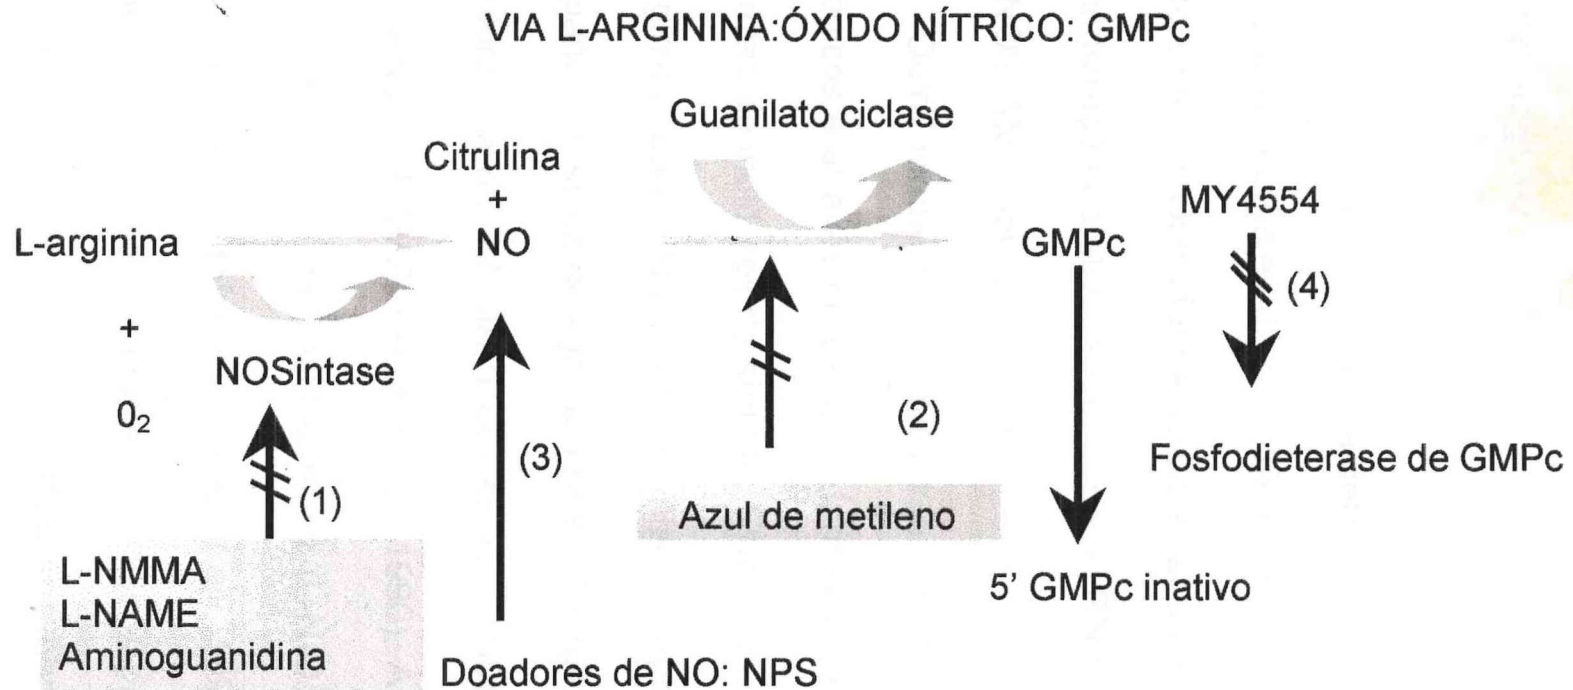 VIA L-ARGININA:ÓXIDO NÍTRICO: GMPc
Guanilato ciclase
Citrulina
+
L-arginina
NO
GMPc
MY4554
(4)
+
NOSintase
0₂
(1)
(3)
(2)
Fosfodieterase de GMPc
Azul de metileno
L-NMMA
L-NAME
Aminoguanidina
5' GMPc inativo
Doadores de NO: NPS